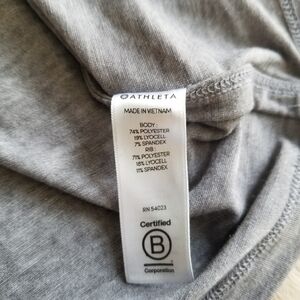 ATHLETA
MADE IN VIETNAM
BODY:
74% POLYESTER
19% LYOCELL
7% SPANDEX
RIB:
71% POLYESTER
18% LYOCELL
11% SPANDEX
RN 54023
Certified
B
Corporation